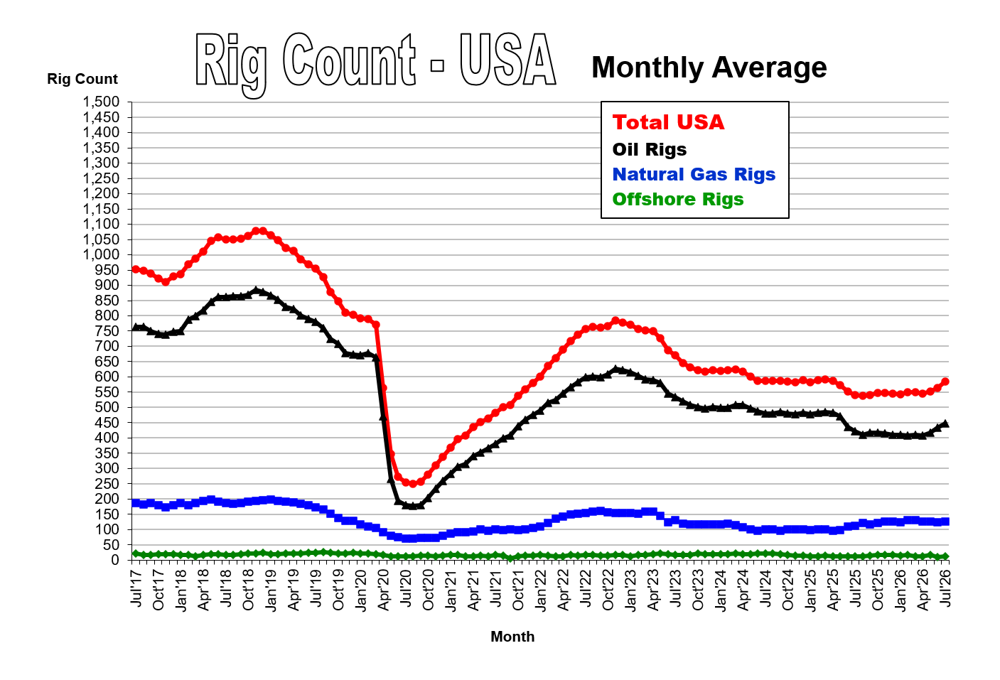 Rig Count - USA
Monthly Average
Rig Count
Total USA
Oil Rigs
Natural Gas Rigs
Offshore Rigs
1,500
1,450
1,400
1,350
1,300
1,250
1,200
1,150
1,100
1,050
1,000
950
900
850
800
750
700
650
600
550
500
450
400
350
300
250
200
150
100
50
0
Jul'17
Oct'17
Jan'18
Apr'18
Jul'18
Oct'18
Jan'19
Apr'19
Jul'19
Oct'19
Jan'20
Apr'20
Jul'20
Oct'20
Jan'21
Apr'21
Jul'21
Oct'21
Jan'22
Apr'22
Jul'22
Oct'22
Jan'23
Apr'23
Jul'23
Oct'23
Jan'24
Apr'24
Jul'24
Oct'24
Jan'25
Apr'25
Jul'25
Oct'25
Jan'26
Apr'26
Jul'26
Month